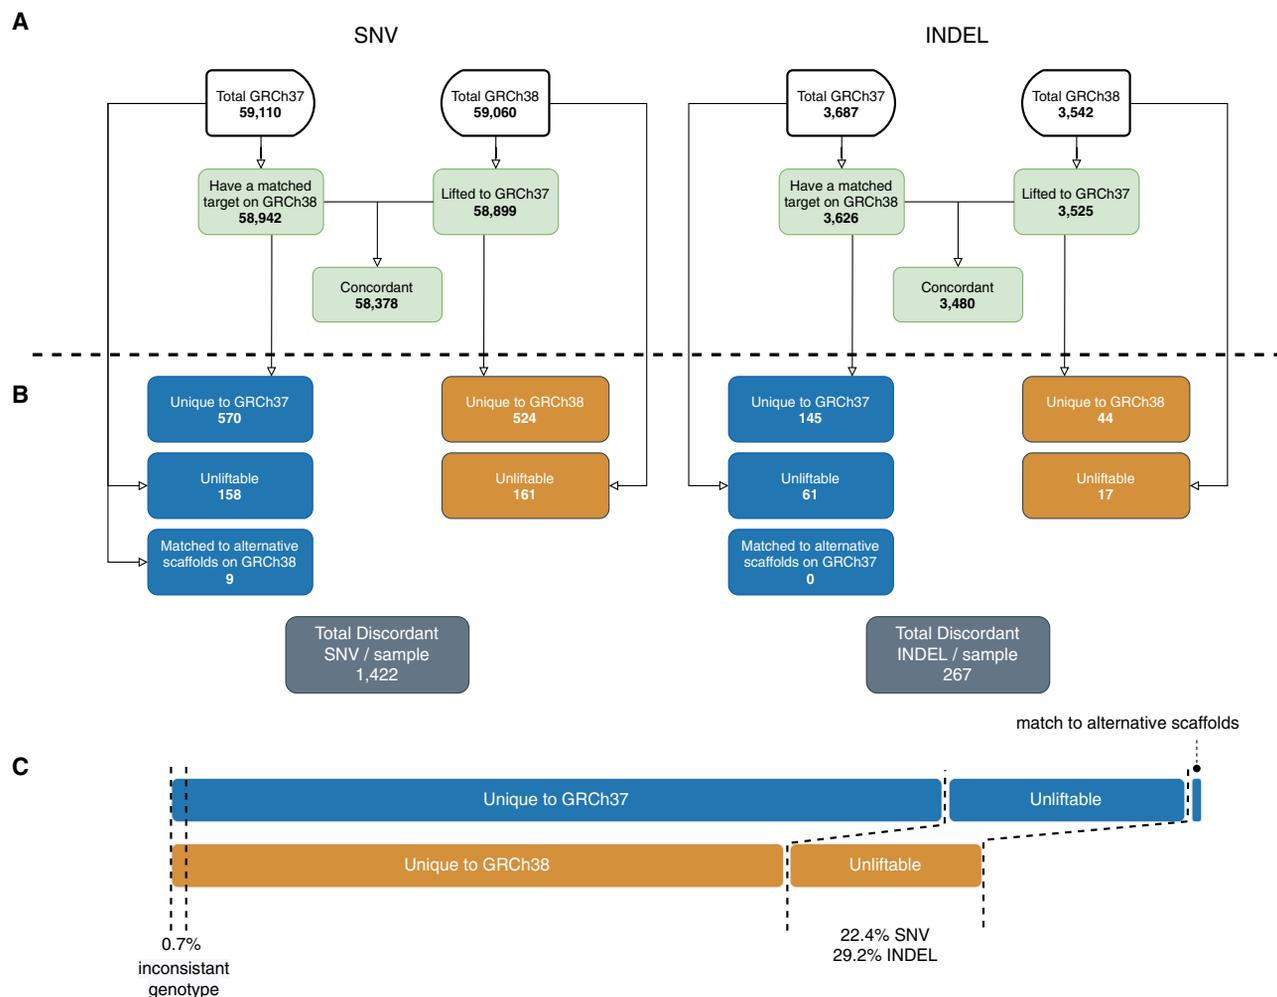 A
SNV
INDEL
Total GRCh37
59,110
Total GRCh38
59,060
Total GRCh37
3,687
Total GRCh38
3,542
Have a matched
target on GRCh38
58,942
Lifted to GRCh37
58,899
Have a matched
target on GRCh38
3,626
Lifted to GRCh37
3,525
Concordant
58,378
Concordant
3,480
B
Unique to GRCh37
570
Unique to GRCh38
524
Unique to GRCh37
145
Unique to GRCh38
44
Unliftable
158
Unliftable
161
Unliftable
61
Unliftable
17
Matched to alternative
scaffolds on GRCh38
9
Matched to alternative
scaffolds on GRCh37
0
Total Discordant
SNV / sample
1,422
Total Discordant
INDEL / sample
267
match to alternative scaffolds
C
Unique to GRCh37
Unliftable
Unique to GRCh38
Unliftable
0.7%
inconsistant
genotype
22.4% SNV
29.2% INDEL